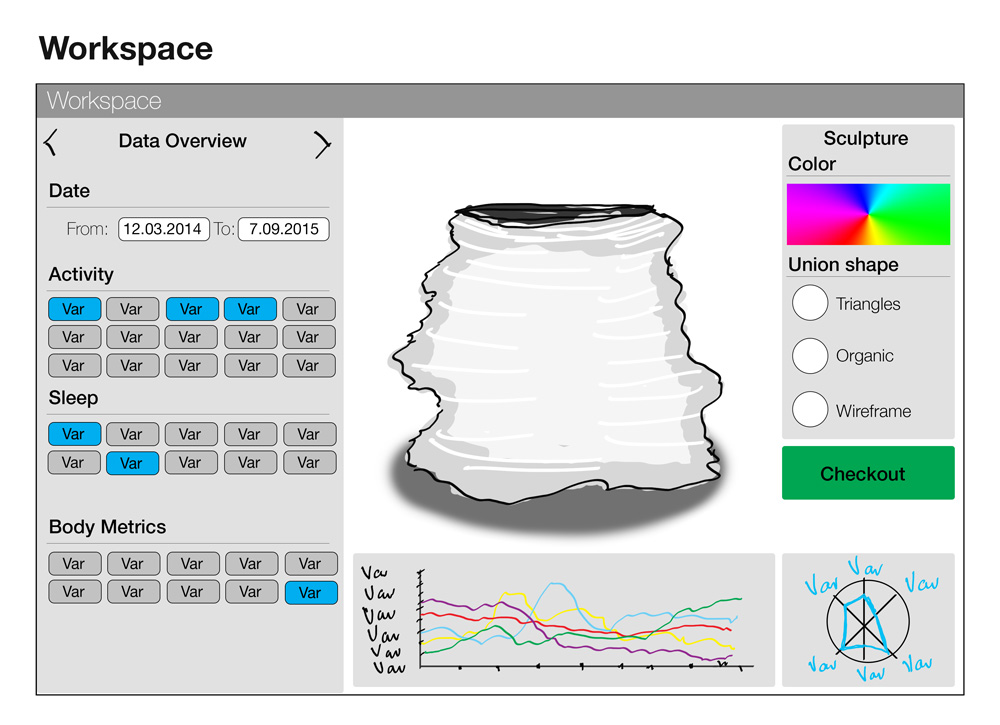 Workspace
Workspace
Data Overview
Date
From: 12.03.2014 To: 7.09.2015
Activity
Var Var Var Var Var
Var Var Var Var Var
Var Var Var Var Var
Sleep
Var Var Var Var Var
Var Var Var Var Var
Body Metrics
Var Var Var Var Var
Var Var Var Var Var
Sculpture
Color
Union shape
Triangles
Organic
Wireframe
Checkout
Var
Var
Var
Var
Var
Var
Var
Var Var
Var Var
Var